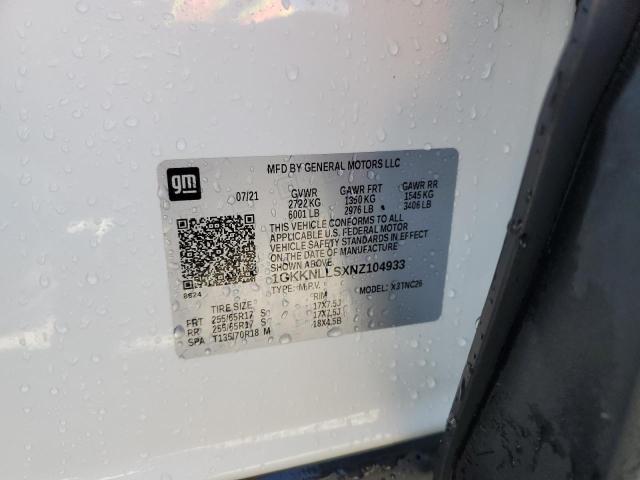 gm
MFD BY GENERAL MOTORS LLC
07/21 GVWR GAWR FRT GAWR RR
2722 KG 1350 KG 1545 KG
6001 LB 2976 LB 3406 LB
THIS VEHICLE CONFORMS TO ALL
APPLICABLE U.S. FEDERAL MOTOR
VEHICLE SAFETY STANDARDS IN EFFECT
ON THE DATE OF MANUFACTURE
SHOWN ABOVE.
1GKKNLLSXNZ104933
8624 TYPE: M.P.V. MODEL: X3TNC26
TIRE SIZE RIM
FRT 255/65R17 S 17X7.5J
RR 255/65R17 S 17X7.5J
SPA T135/70R18 M 18X4.5B